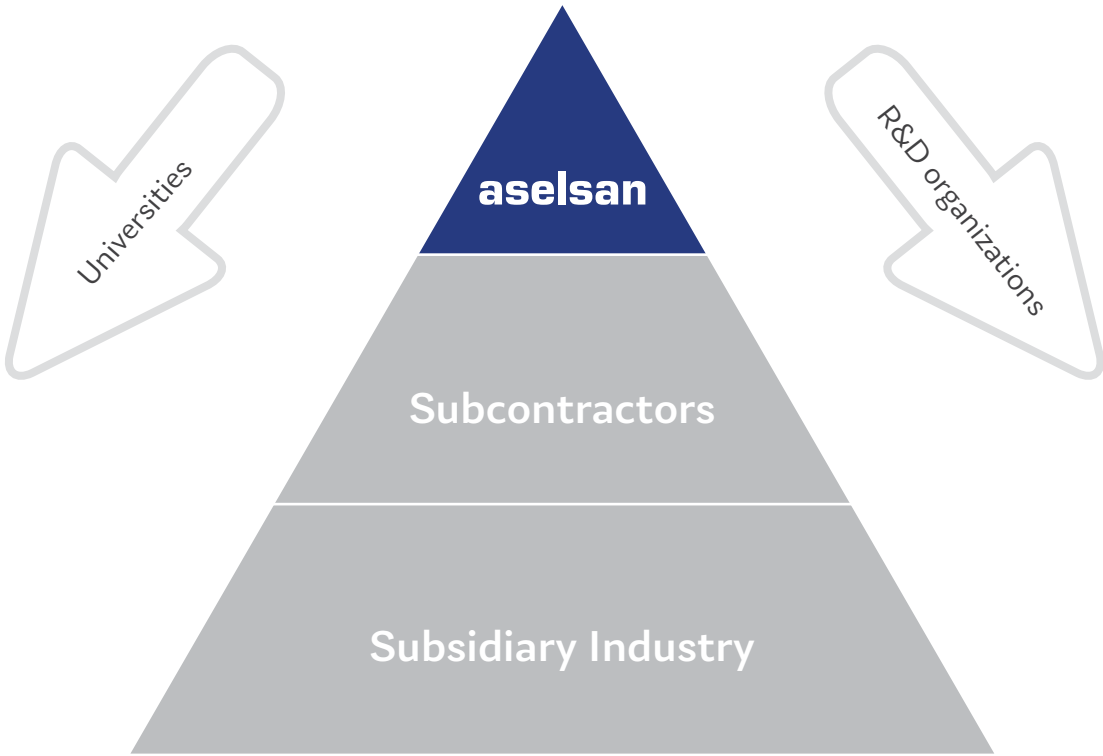 Universities
R&D organizations
aselsan
Subcontractors
Subsidiary Industry